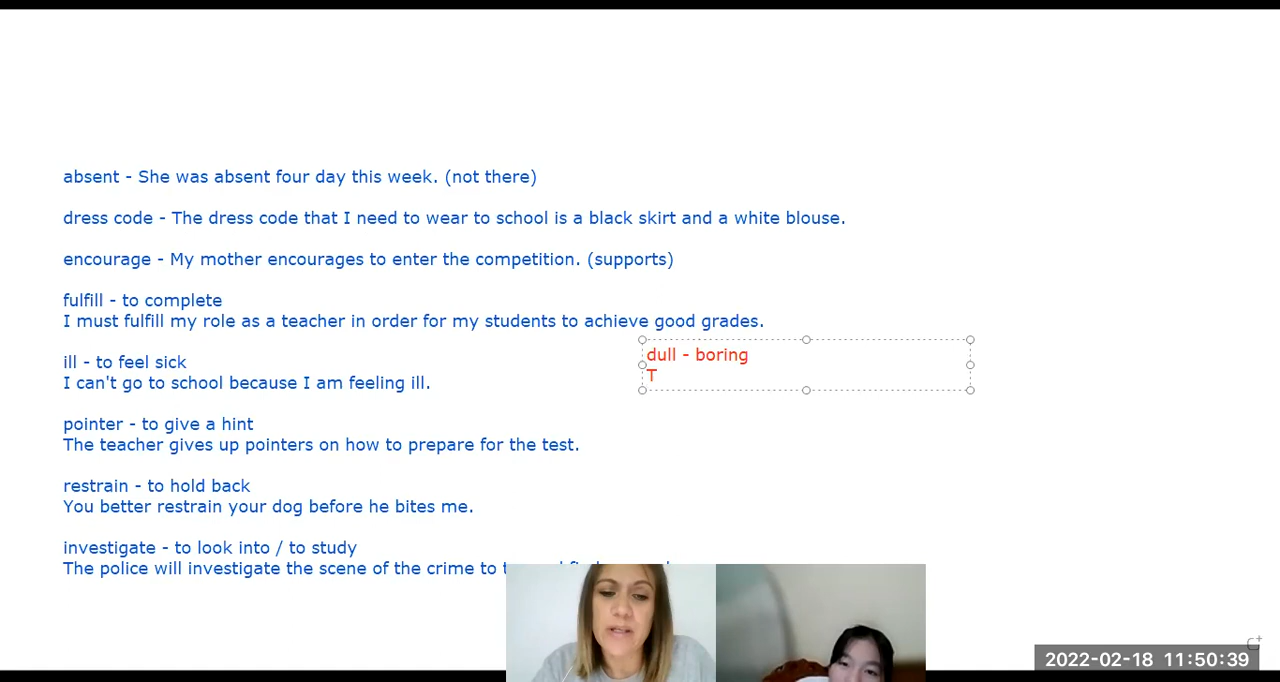 absent - She was absent four day this week. (not there)
dress code - The dress code that I need to wear to school is a black skirt and a white blouse.
encourage - My mother encourages to enter the competition. (supports)
fulfill - to complete
I must fulfill my role as a teacher in order for my students to achieve good grades.
ill - to feel sick
I can't go to school because I am feeling ill.
dull - boring
T
pointer - to give a hint
The teacher gives up pointers on how to prepare for the test.
restrain - to hold back
You better restrain your dog before he bites me.
investigate - to look into / to study
The police will investigate the scene of the crime to
2022-02-18 11:50:39